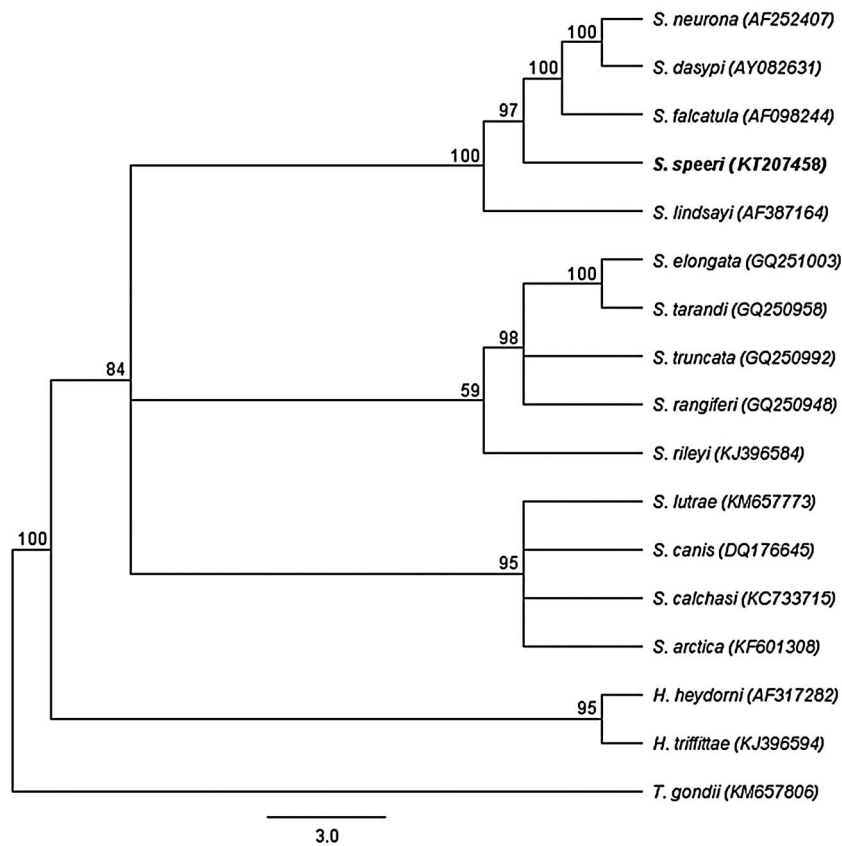 S. neurona (AF252407)
100
S. dasypi (AY082631)
100
S. falcatula (AF098244)
97
S. speeri (KT207458)
100
S. lindsayi (AF387164)
S. elongata (GQ251003)
100
S. tarandi (GQ250958)
98
S. truncata (GQ250992)
84
59
S. rangiferi (GQ250948)
S. rileyi (KJ396584)
S. lutrae (KM657773)
100
S. canis (DQ176645)
95
S. calchasi (KC733715)
S. arctica (KF601308)
H. heydorni (AF317282)
95
H. triffittae (KJ396594)
T. gondii (KM657806)
3.0